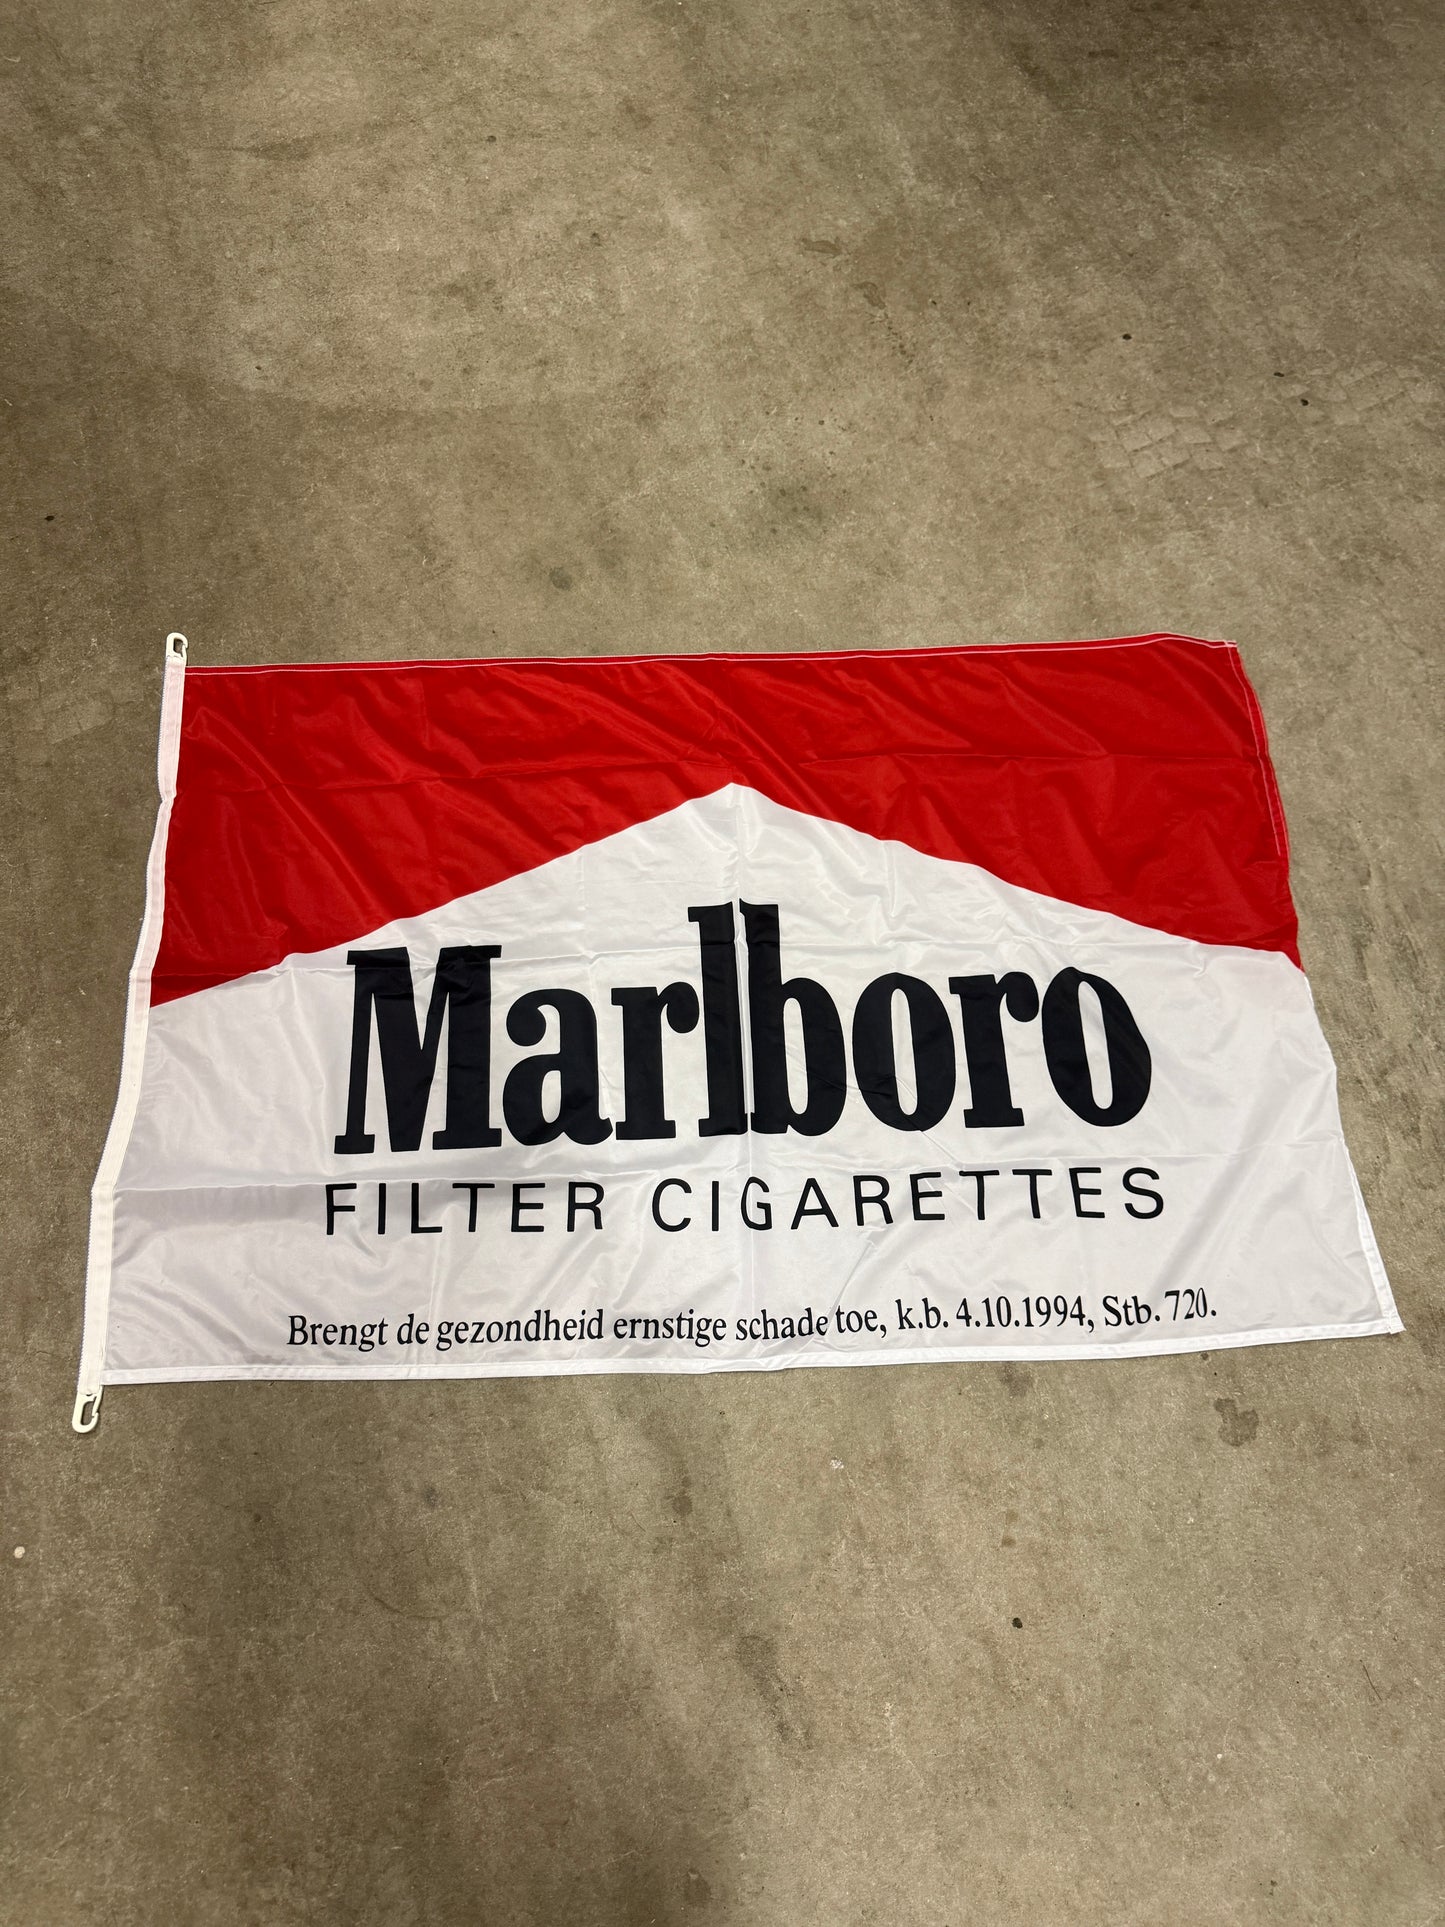 Marlboro
FILTER CIGARETTES
Brengt de gezondheid ernstige schade toe, k.b. 4.10.1994, Stb. 720.